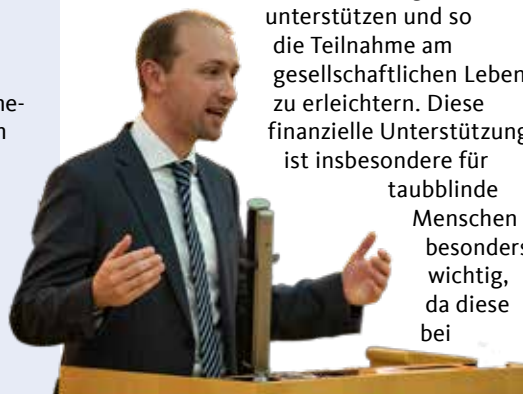 ne-
n
unterstützen und so
die Teilnahme am
gesellschaftlichen Leben
zu erleichtern. Diese
finanzielle Unterstützung
ist insbesondere für
taubblinde
Menschen
besonders
wichtig,
da diese
bei